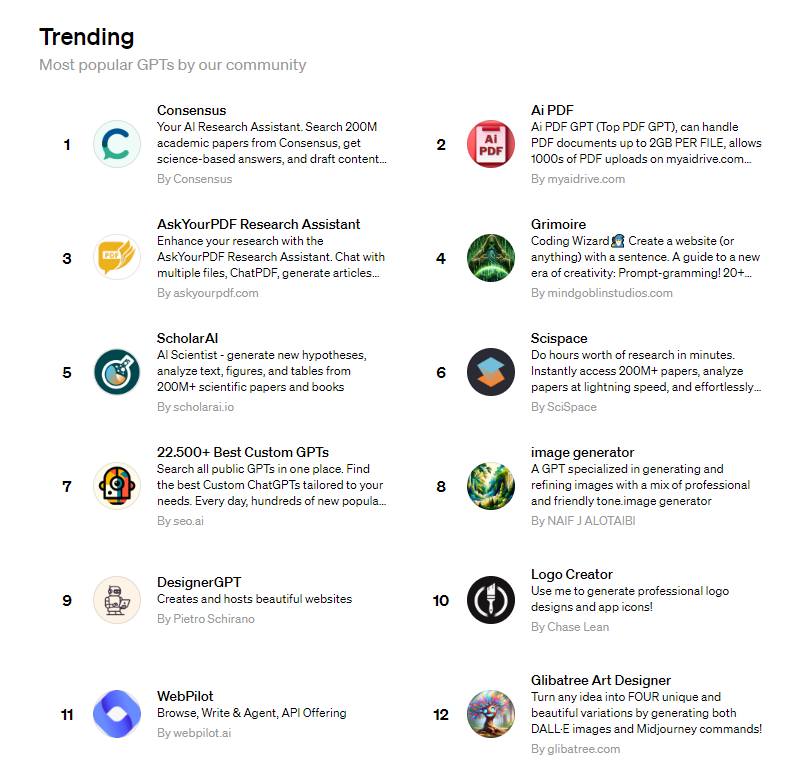 Trending
Most popular GPTs by our community
1
Consensus
Your AI Research Assistant. Search 200M
academic papers from Consensus, get
science-based answers, and draft content...
By Consensus
2
Ai PDF
Ai PDF
Ai PDF GPT (Top PDF GPT), can handle
PDF documents up to 2GB PER FILE, allows
1000s of PDF uploads on myaidrive.com...
By myaidrive.com
3
PDF
AskYourPDF Research Assistant
Enhance your research with the
AskYourPDF Research Assistant. Chat with
multiple files, ChatPDF, generate articles...
By askyourpdf.com
4
Grimoire
Coding Wizard🧙‍♂️ Create a website (or
anything) with a sentence. A guide to a new
era of creativity: Prompt-gramming! 20+...
By mindgoblinstudios.com
5
ScholarAI
AI Scientist - generate new hypotheses,
analyze text, figures, and tables from
200M+ scientific papers and books
By scholarai.io
6
Scispace
Do hours worth of research in minutes.
Instantly access 200M+ papers, analyze
papers at lightning speed, and effortlessly...
By SciSpace
7
22.500+ Best Custom GPTs
Search all public GPTs in one place. Find
the best Custom ChatGPTs tailored to your
needs. Every day, hundreds of new popula...
By seo.ai
8
image generator
A GPT specialized in generating and
refining images with a mix of professional
and friendly tone.image generator
By NAIF J ALOTAIBI
9
DesignerGPT
Creates and hosts beautiful websites
By Pietro Schirano
10
Logo Creator
Use me to generate professional logo
designs and app icons!
By Chase Lean
11
WebPilot
Browse, Write & Agent, API Offering
By webpilot.ai
12
Glibatree Art Designer
Turn any idea into FOUR unique and
beautiful variations by generating both
DALL·E images and Midjourney commands!
By glibatree.com